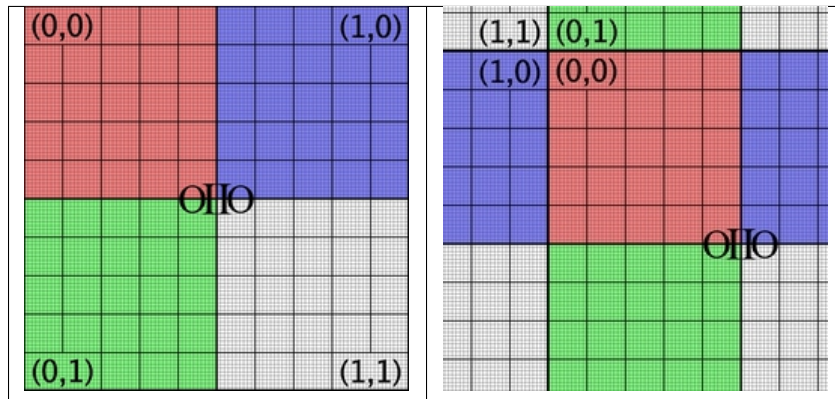 (0,0) (1,0)
OHO
(0,1) (1,1)
(1,1) (0,1)
(1,0) (0,0)
OHO